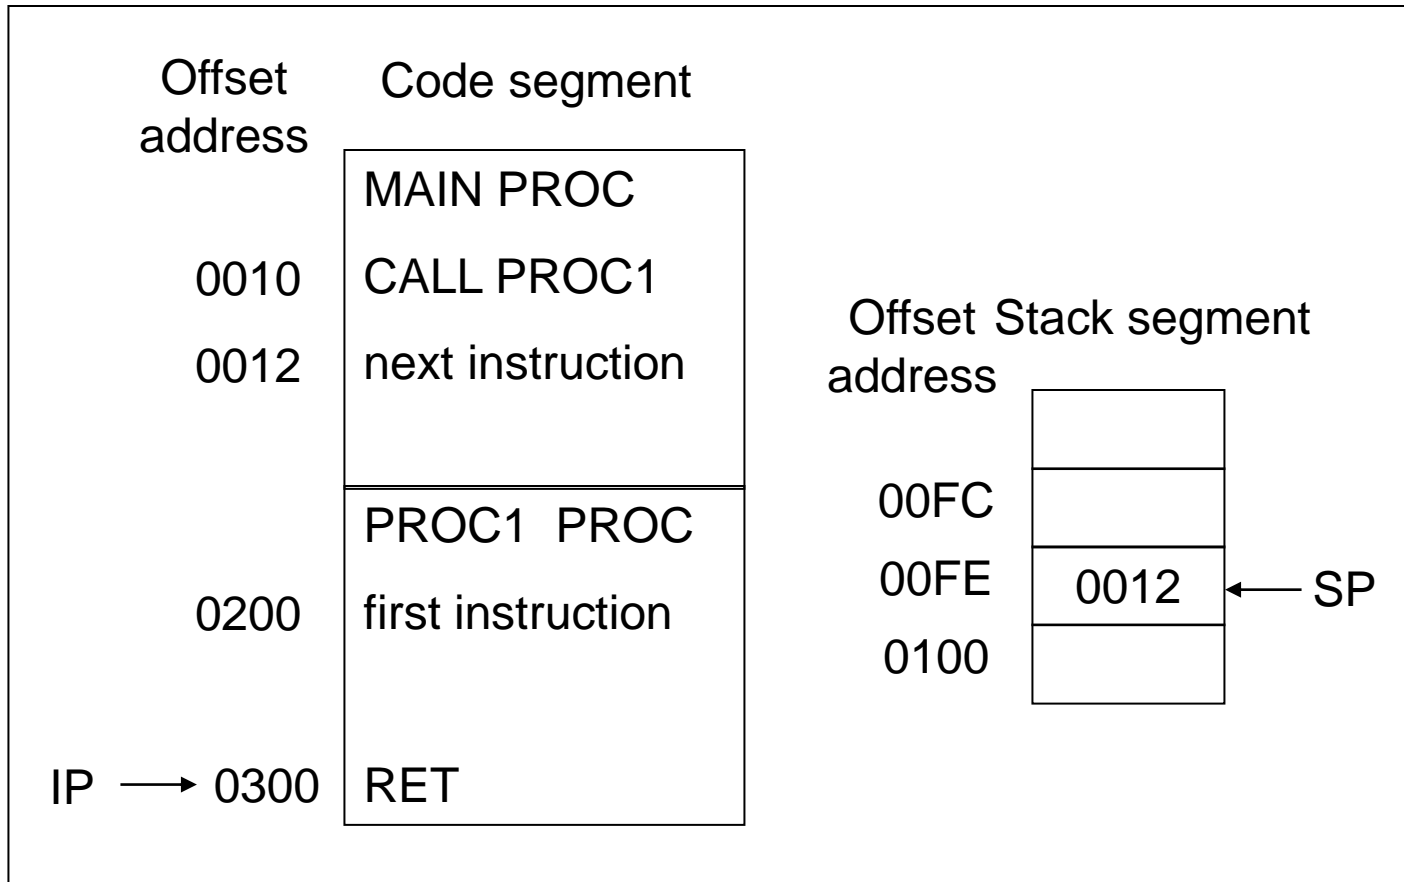 Offset
address
Code segment
MAIN PROC
0010 CALL PROC1
0012 next instruction
PROC1 PROC
0200 first instruction
IP 0300 RET
Offset
address
Stack segment
00FC
00FE 0012 SP
0100